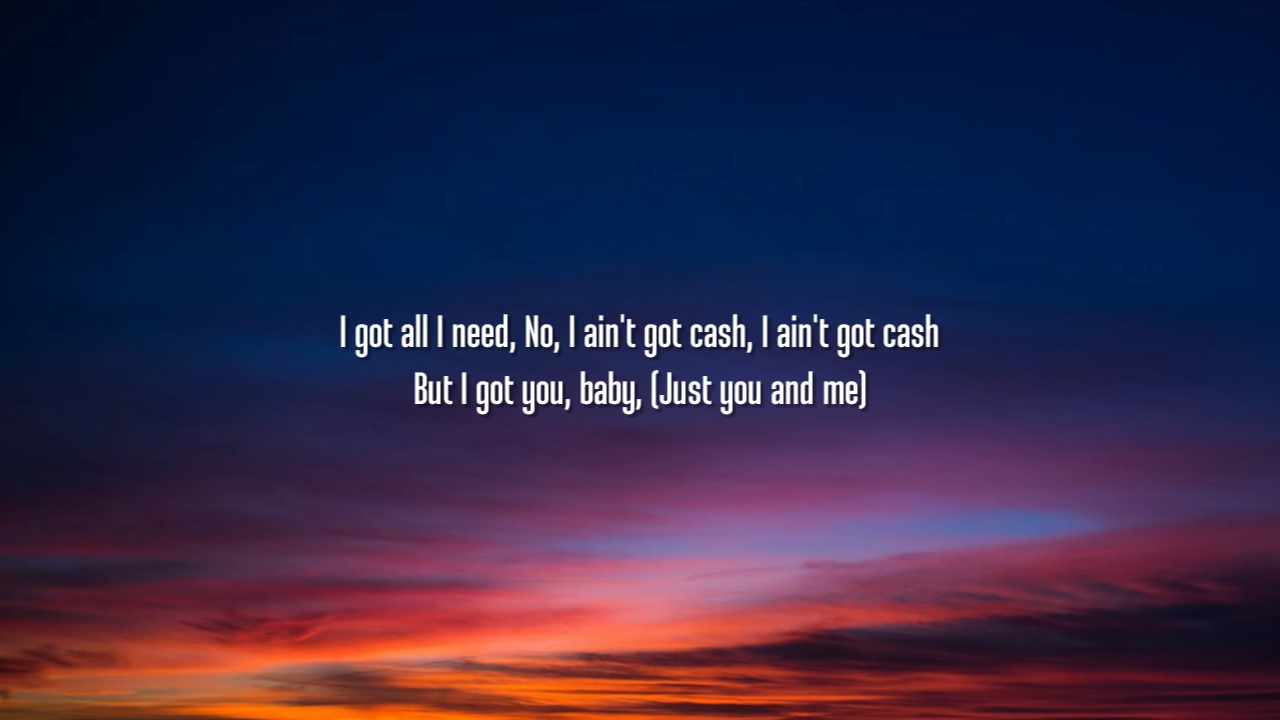 I got all I need, No, I ain't got cash, I ain't got cash
But I got you, baby, (Just you and me)